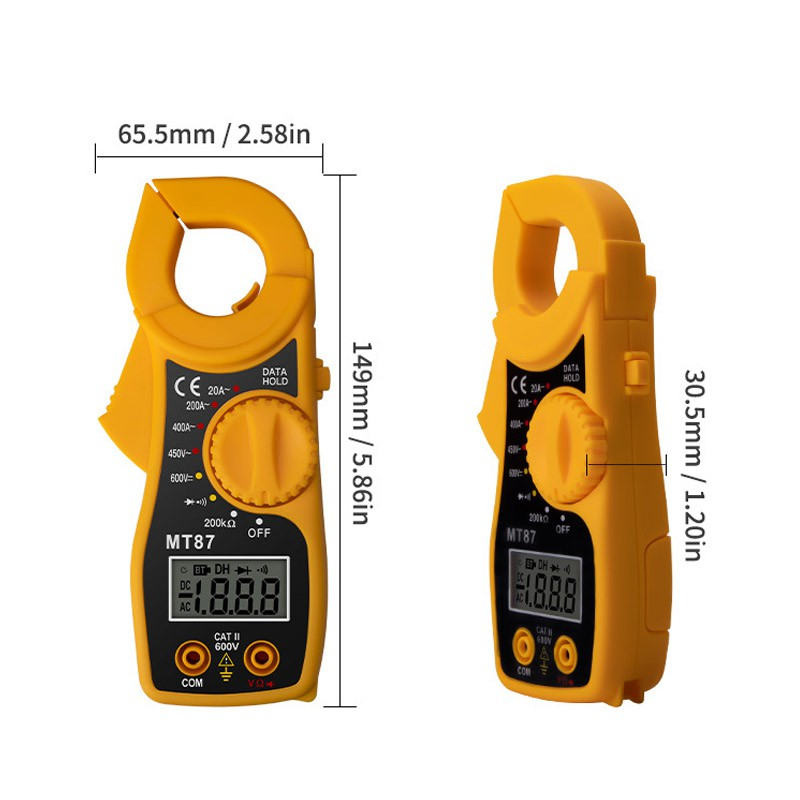 65.5mm / 2.58in
149mm / 5.86in
30.5mm / 1.20in
DATA
HOLD
CE 20A~
200A~
400A~
450V~
600V⎓
200kΩ
OFF
MT87
BT DH
DC
-1.8.8.8
AC
CAT II
600V
COM
VΩ
DATA
HOLD
CE 20A~
200A~
400A~
450V~
600V⎓
200kΩ
OFF
MT87
BT DH
DC
-1.8.8.8
AC
CAT II
600V
COM
VΩ